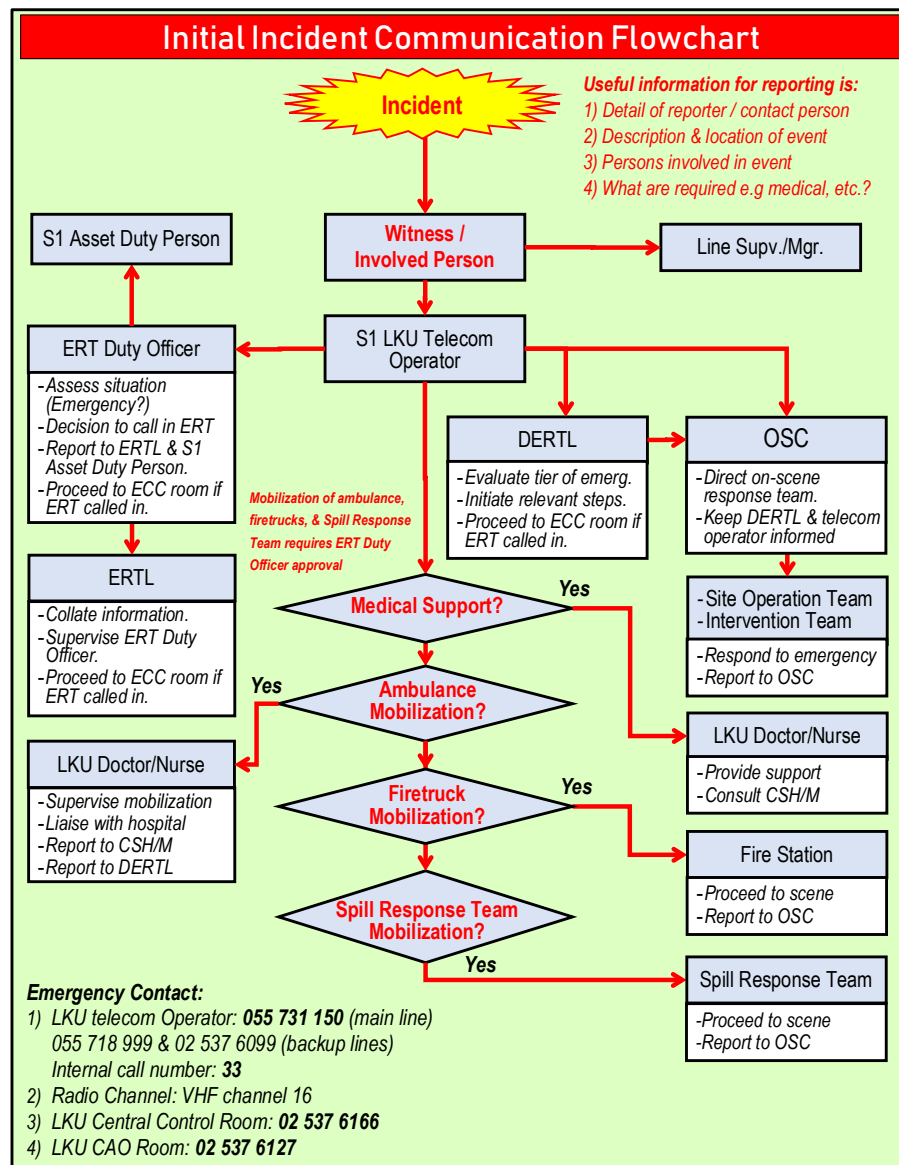 Initial Incident Communication Flowchart
Incident
Useful information for reporting is:
1) Detail of reporter / contact person
2) Description & location of event
3) Persons involved in event
4) What are required e.g medical, etc.?
S1 Asset Duty Person
Witness /
Involved Person
Line Supv./Mgr.
ERT Duty Officer
-Assess situation
(Emergency?)
-Decision to call in ERT
-Report to ERTL & S1
Asset Duty Person.
-Proceed to ECC room if
ERT called in.
S1 LKU Telecom
Operator
DERTL
-Evaluate tier of emerg.
-Initiate relevant steps.
-Proceed to ECC room if
ERT called in.
OSC
-Direct on-scene
response team.
-Keep DERTL & telecom
operator informed
Mobilization of ambulance,
firetrucks, & Spill Response
Team requires ERT Duty
Officer approval
ERTL
-Collate information.
-Supervise ERT Duty
Officer.
-Proceed to ECC room if
ERT called in.
Medical Support?
Yes
-Site Operation Team
-Intervention Team
-Respond to emergency
-Report to OSC
Yes
Ambulance
Mobilization?
LKU Doctor/Nurse
-Supervise mobilization
-Liaise with hospital
-Report to CSH/M
-Report to DERTL
LKU Doctor/Nurse
-Provide support
-Consult CSH/M
Firetruck
Mobilization?
Yes
Fire Station
-Proceed to scene
-Report to OSC
Spill Response Team
Mobilization?
Yes
Spill Response Team
-Proceed to scene
-Report to OSC
Emergency Contact:
1) LKU telecom Operator: 055 731 150 (main line)
055 718 999 & 02 537 6099 (backup lines)
Internal call number: 33
2) Radio Channel: VHF channel 16
3) LKU Central Control Room: 02 537 6166
4) LKU CAO Room: 02 537 6127